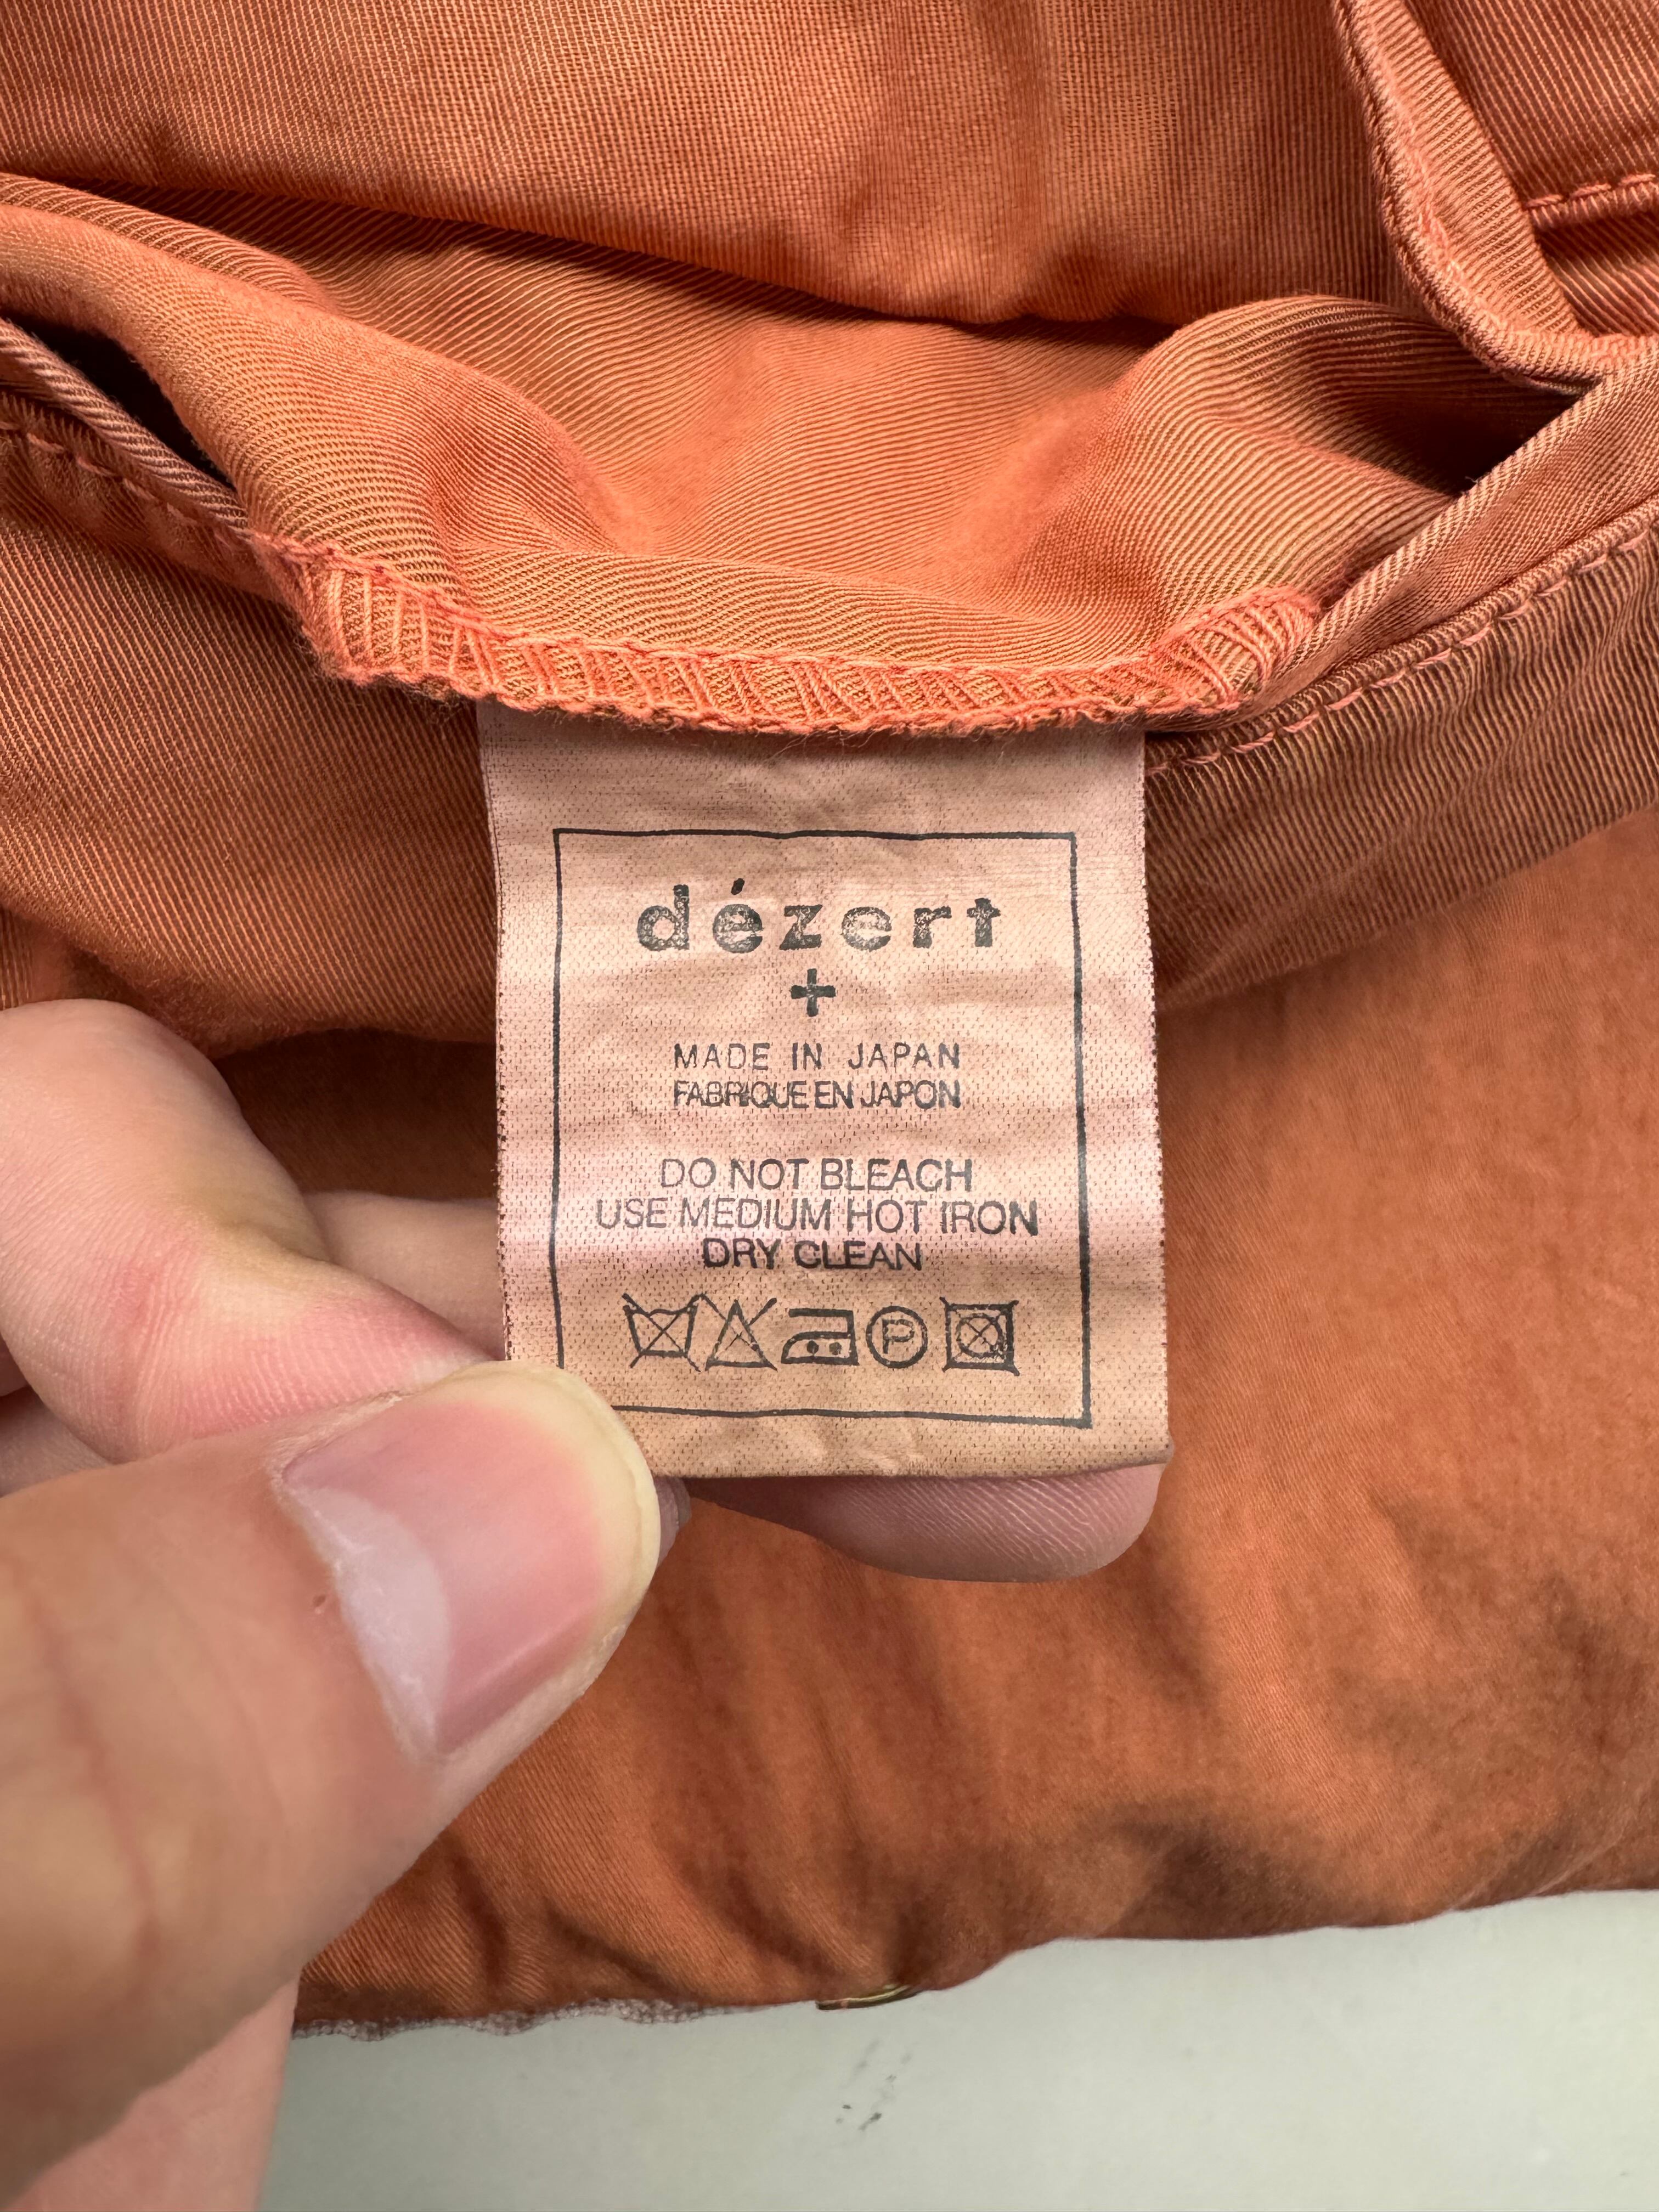 dézert
+
MADE IN JAPAN
FABRIQUE EN JAPON
DO NOT BLEACH
USE MEDIUM HOT IRON
DRY CLEAN
P